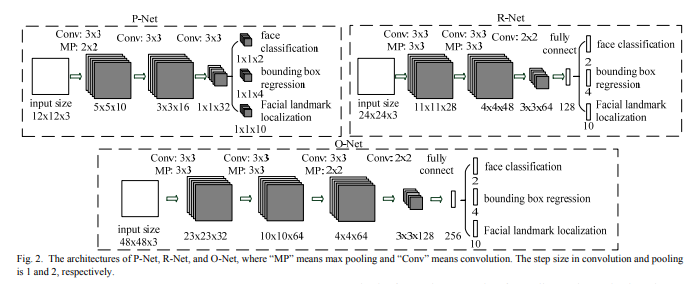 P-Net
Conv: 3x3 Conv: 3x3 Conv: 3x3
MP: 2x2
face
classification
1x1x2
bounding box
regression
1x1x4
Facial landmark
localization
1x1x10
input size
12x12x3
5x5x10 3x3x16 1x1x32
R-Net
Conv: 3x3 Conv: 3x3 Conv: 2x2 fully
MP: 3x3 MP: 3x3 connect
face classification
2
bounding box
regression
4
Facial landmark
localization
10
input size
24x24x3
11x11x28 4x4x48 3x3x64 128
O-Net
Conv: 3x3 Conv: 3x3 Conv: 3x3 Conv: 2x2 fully
MP: 3x3 MP: 3x3 MP: 2x2 connect
face classification
2
bounding box regression
4
Facial landmark localization
10
input size
48x48x3
23x23x32 10x10x64 4x4x64 3x3x128 256
Fig. 2. The architectures of P-Net, R-Net, and O-Net, where “MP” means max pooling and “Conv” means convolution. The step size in convolution and pooling
is 1 and 2, respectively.